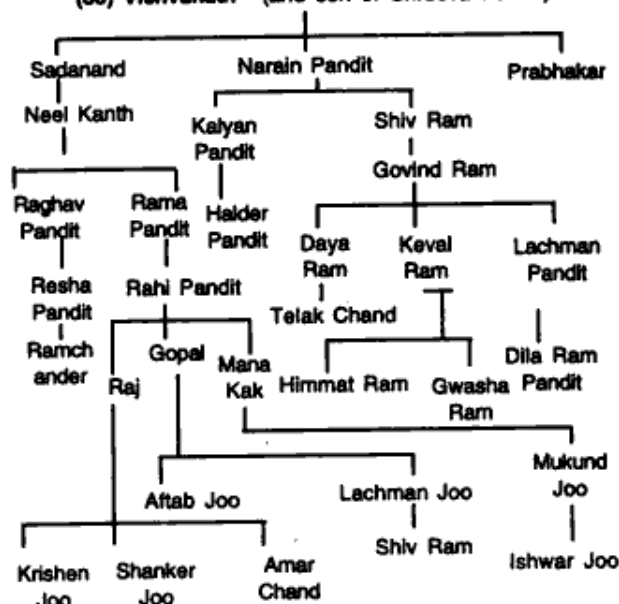 Sadanand
Narain Pandit
Prabhakar
Neel Kanth
Kalyan
Pandit
Shiv Ram
Govind Ram
Raghav
Pandit
Rama
Pandit
Halder
Pandit
Daya
Ram
Keval
Ram
Lachman
Pandit
Resha
Pandit
Rahi Pandit
Telak Chand
Ramch
ander
Raj
Gopal
Mana
Kak
Himmat Ram
Gwasha
Ram
Dila Ram
Pandit
Aftab Joo
Lachman Joo
Mukund
Joo
Shiv Ram
Ishwar Joo
Krishen
Joo
Shanker
Joo
Amar
Chand